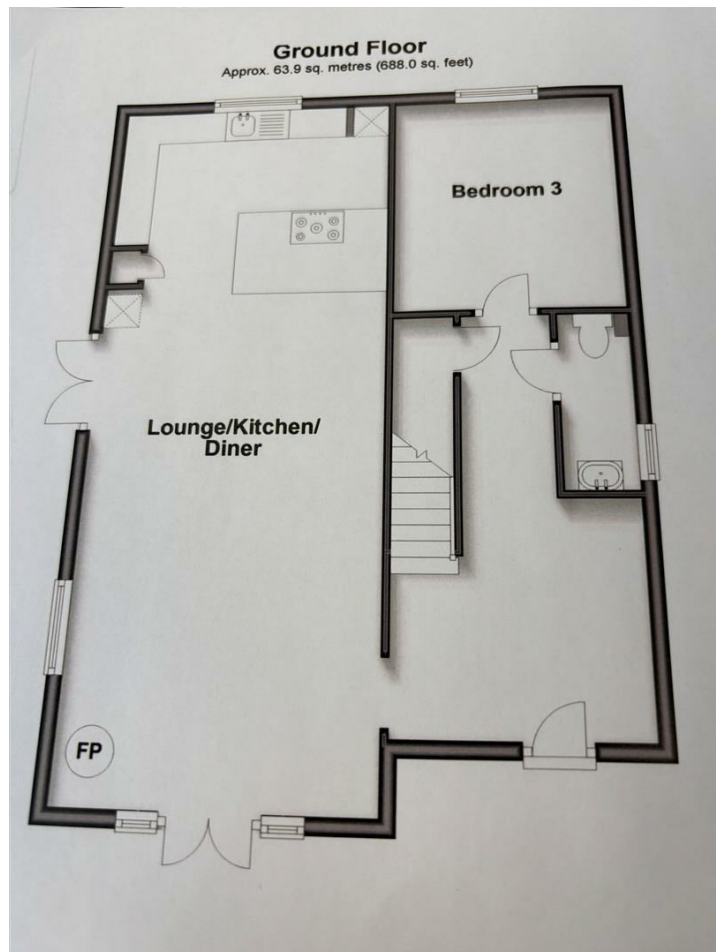 Ground Floor
Approx. 63.9 sq. metres (688.0 sq. feet)
Bedroom 3
Lounge/Kitchen/
Diner
FP